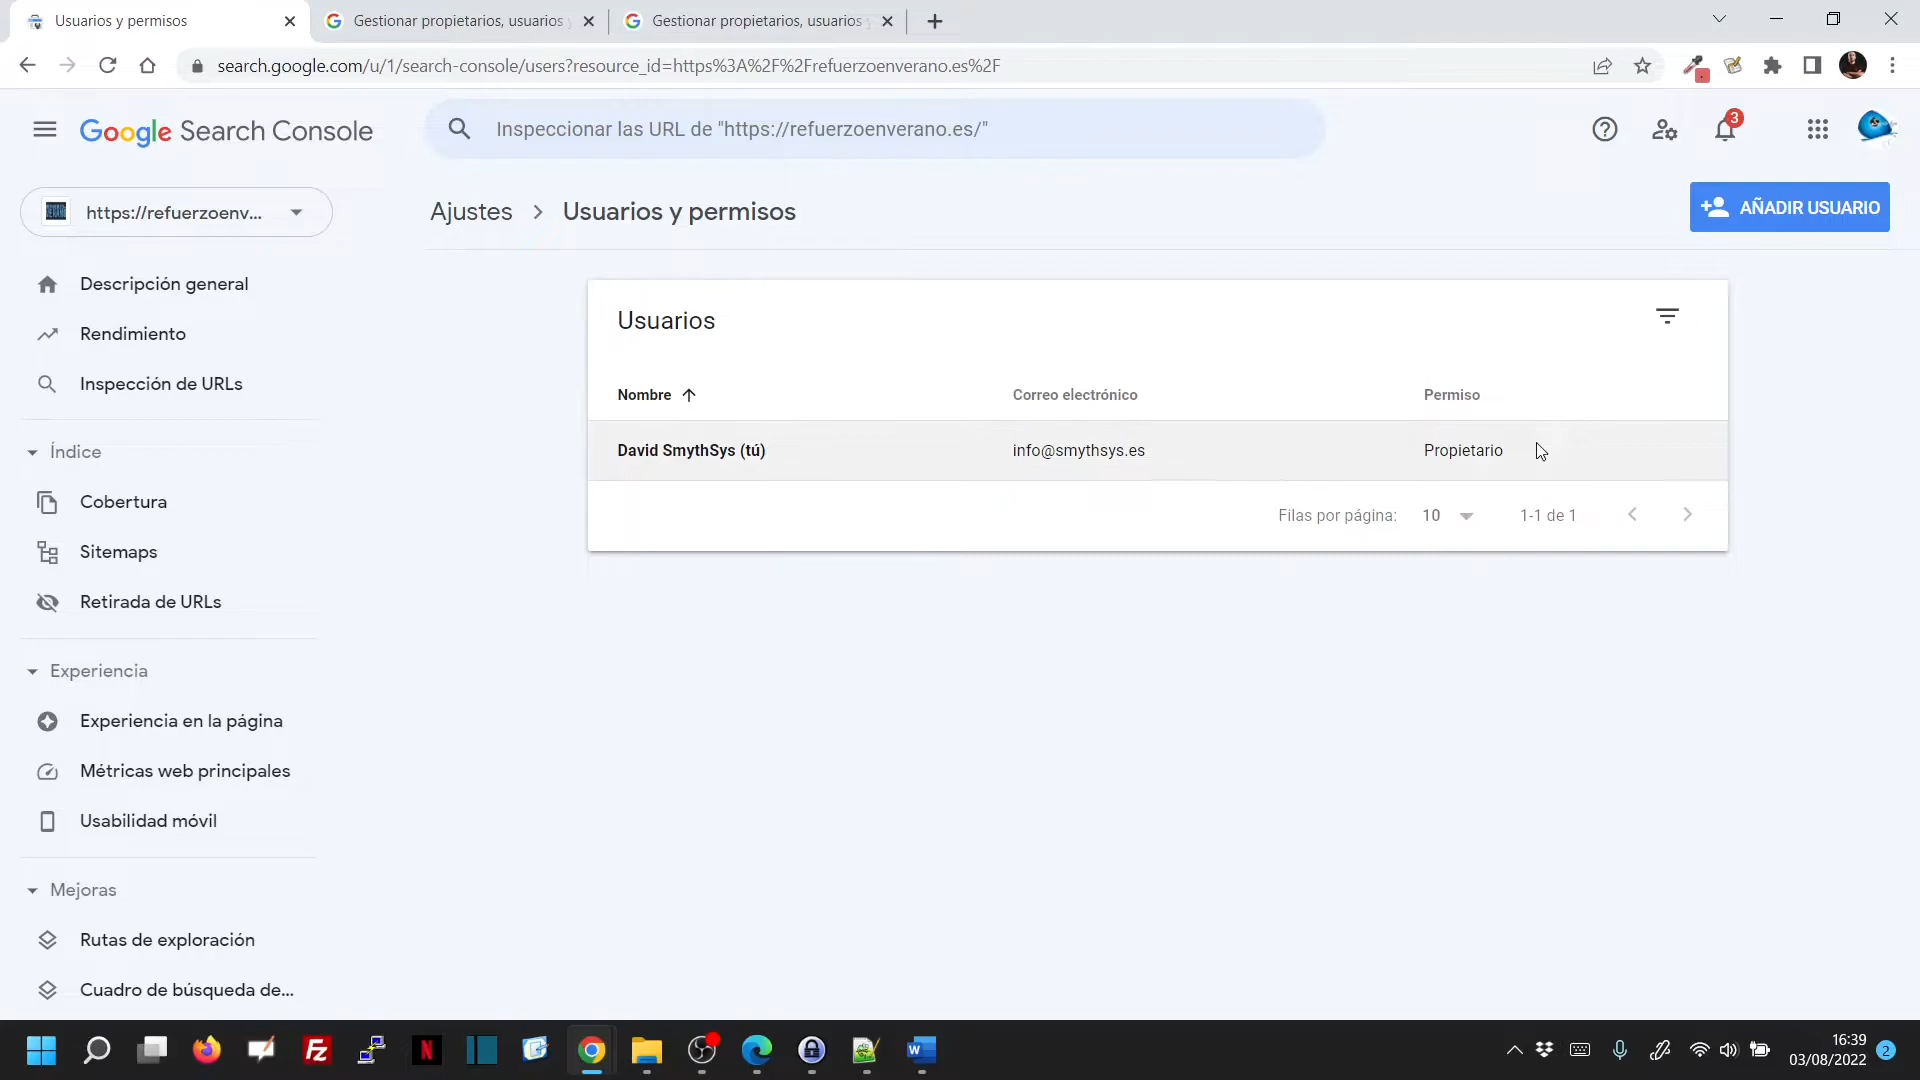 Usuarios y permisos
Gestionar propietarios, usuarios
Gestionar propietarios, usuarios
search.google.com/u/1/search-console/users?resource_id=https%3A%2F%2Frefuerzoenverano.es%2F
Google Search Console
Inspeccionar las URL de "https://refuerzoenverano.es/"
3
https://refuerzoenv...
Ajustes > Usuarios y permisos
AÑADIR USUARIO
Descripción general
Rendimiento
Inspección de URLs
Índice
Cobertura
Sitemaps
Retirada de URLs
Experiencia
Experiencia en la página
Métricas web principales
Usabilidad móvil
Mejoras
Rutas de exploración
Cuadro de búsqueda de...
Usuarios
Nombre Correo electrónico Permiso
David SmythSys (tú) info@smythsys.es Propietario
Filas por página: 10 1-1 de 1
16:39
03/08/2022
2